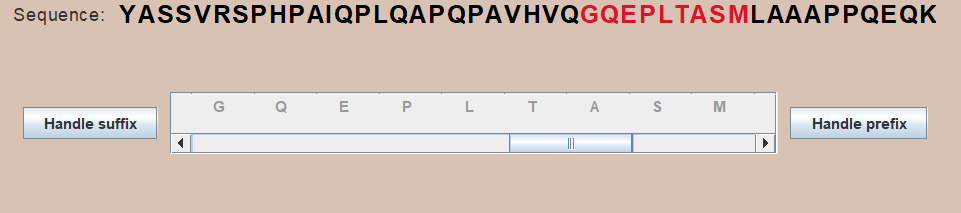 Sequence: YASSVRSPHPAIQPLQAPQPAVHVQGQEPLTASMLAAAPPQEQK
G Q E P L T A S M
Handle suffix Handle prefix